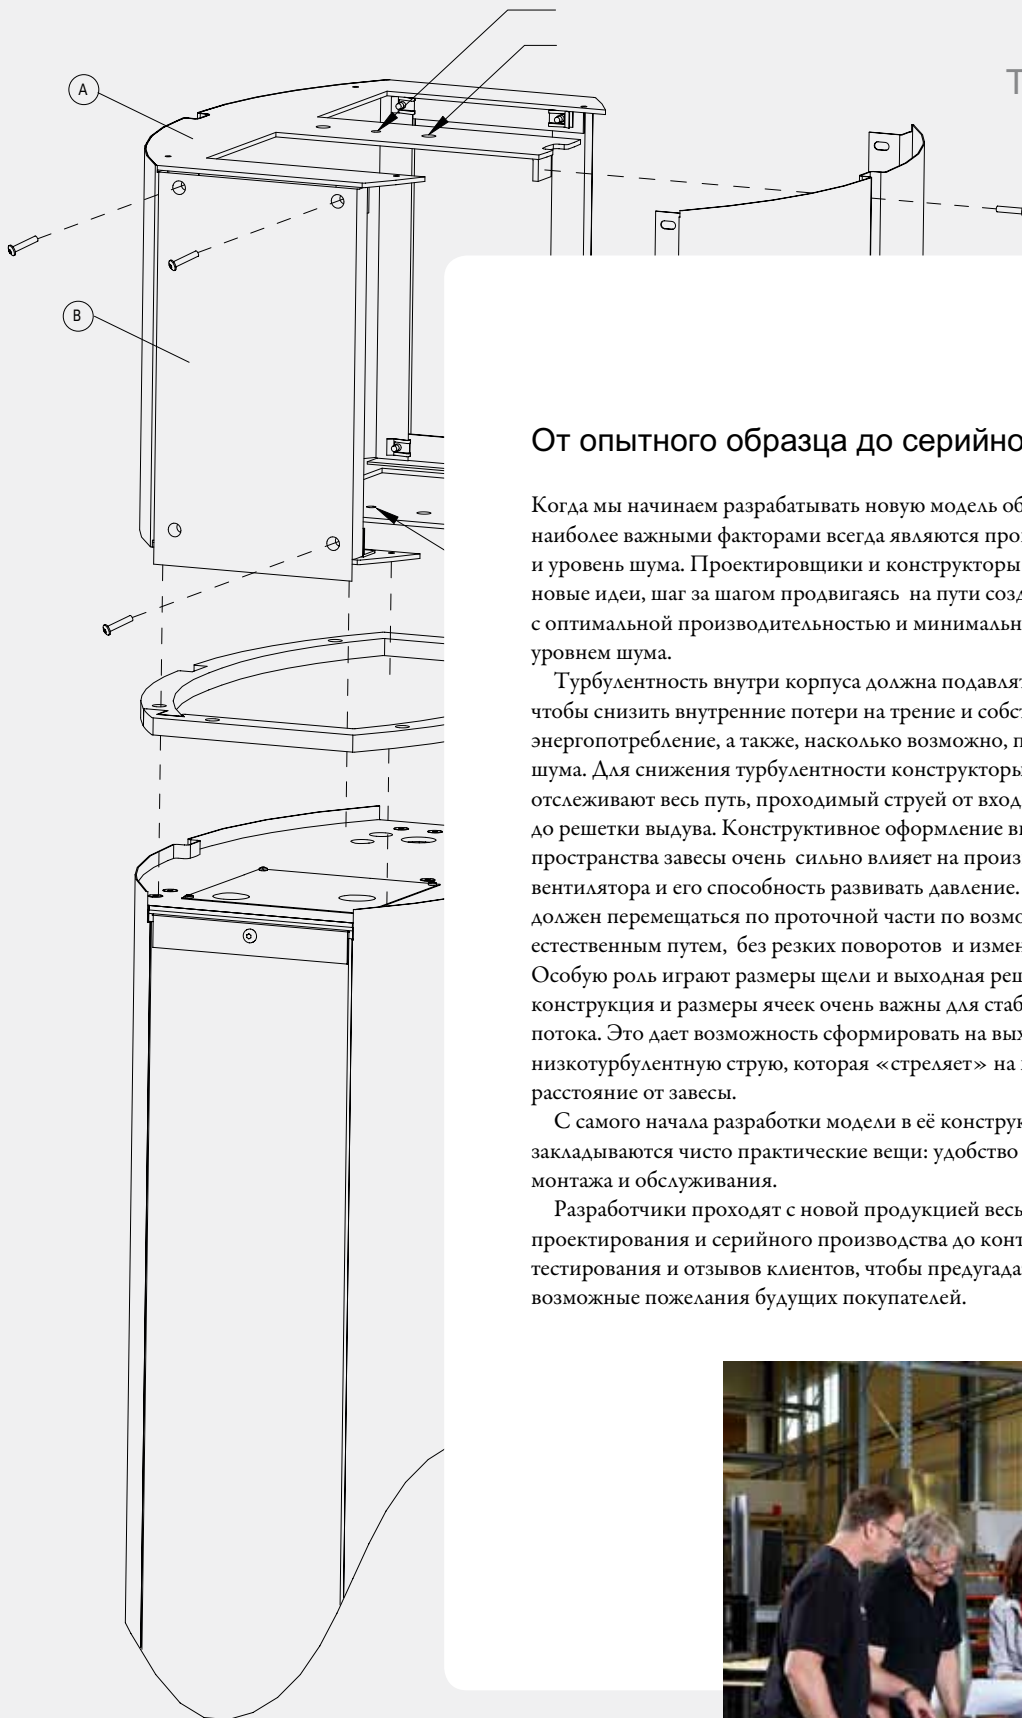 Т
A
B
От опытного образца до серийно
Когда мы начинаем разрабатывать новую модель об
наиболее важными факторами всегда являются про
и уровень шума. Проектировщики и конструкторы
новые идеи, шаг за шагом продвигаясь на пути созд
с оптимальной производительностью и минимальн
уровнем шума.
Турбулентность внутри корпуса должна подавлят
чтобы снизить внутренние потери на трение и собст
энергопотребление, а также, насколько возможно, п
шума. Для снижения турбулентности конструкторы
отслеживают весь путь, проходимый струей от вход
до решетки выдува. Конструктивное оформление вн
пространства завесы очень сильно влияет на произ
вентилятора и его способность развивать давление.
должен перемещаться по проточной части по возмо
естественным путем, без резких поворотов и измен
Особую роль играют размеры щели и выходная реш
конструкция и размеры ячеек очень важны для стаб
потока. Это дает возможность сформировать на вых
низкотурбулентную струю, которая «стреляет» на
расстояние от завесы.
С самого начала разработки модели в её конструк
закладываются чисто практические вещи: удобство
монтажа и обслуживания.
Разработчики проходят с новой продукцией весь
проектирования и серийного производства до конт
тестирования и отзывов клиентов, чтобы предугада
возможные пожелания будущих покупателей.